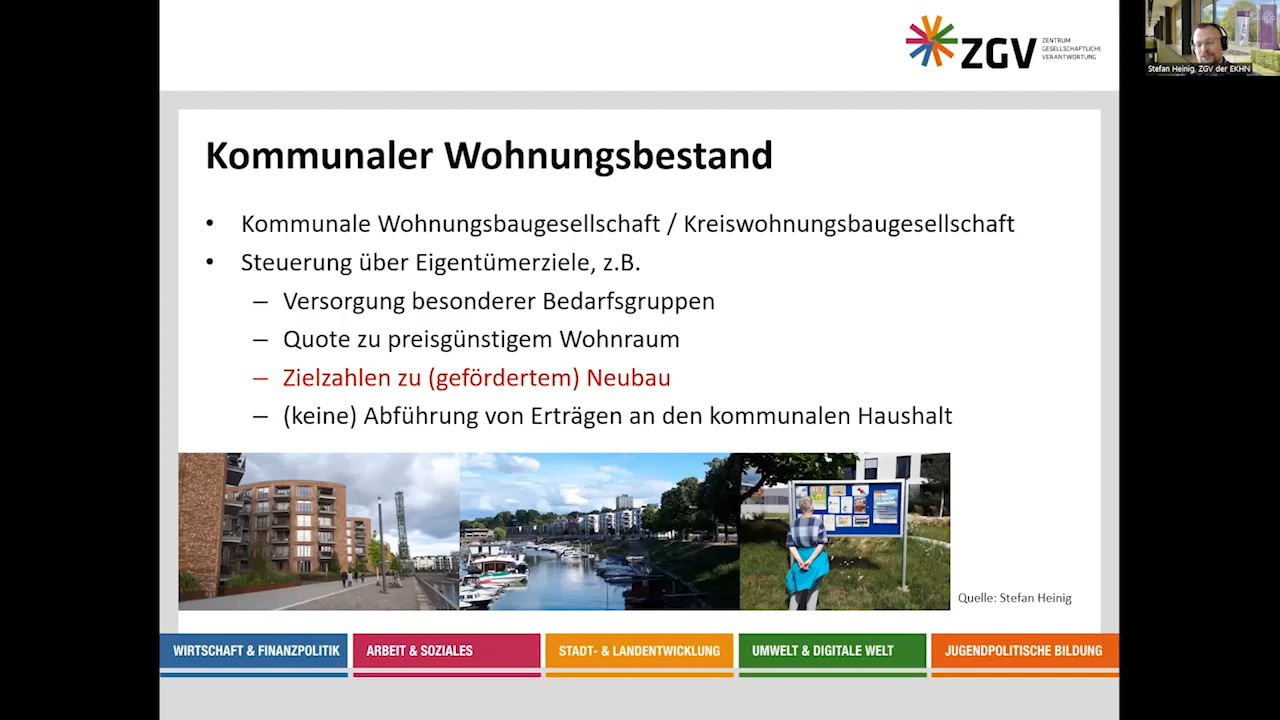 ZGV
ZENTRUM
GESELLSCHAFTLICHE
VERANTWORTUNG
Stefan Heinig, ZGV der EKHN
Kommunaler Wohnungsbestand
• Kommunale Wohnungsbaugesellschaft / Kreiswohnungsbaugesellschaft
• Steuerung über Eigentümerziele, z.B.
– Versorgung besonderer Bedarfsgruppen
– Quote zu preisgünstigem Wohnraum
– Zielzahlen zu (gefördertem) Neubau
– (keine) Abführung von Erträgen an den kommunalen Haushalt
Quelle: Stefan Heinig
WIRTSCHAFT & FINANZPOLITIK
ARBEIT & SOZIALES
STADT- & LANDENTWICKLUNG
UMWELT & DIGITALE WELT
JUGENDPOLITISCHE BILDUNG